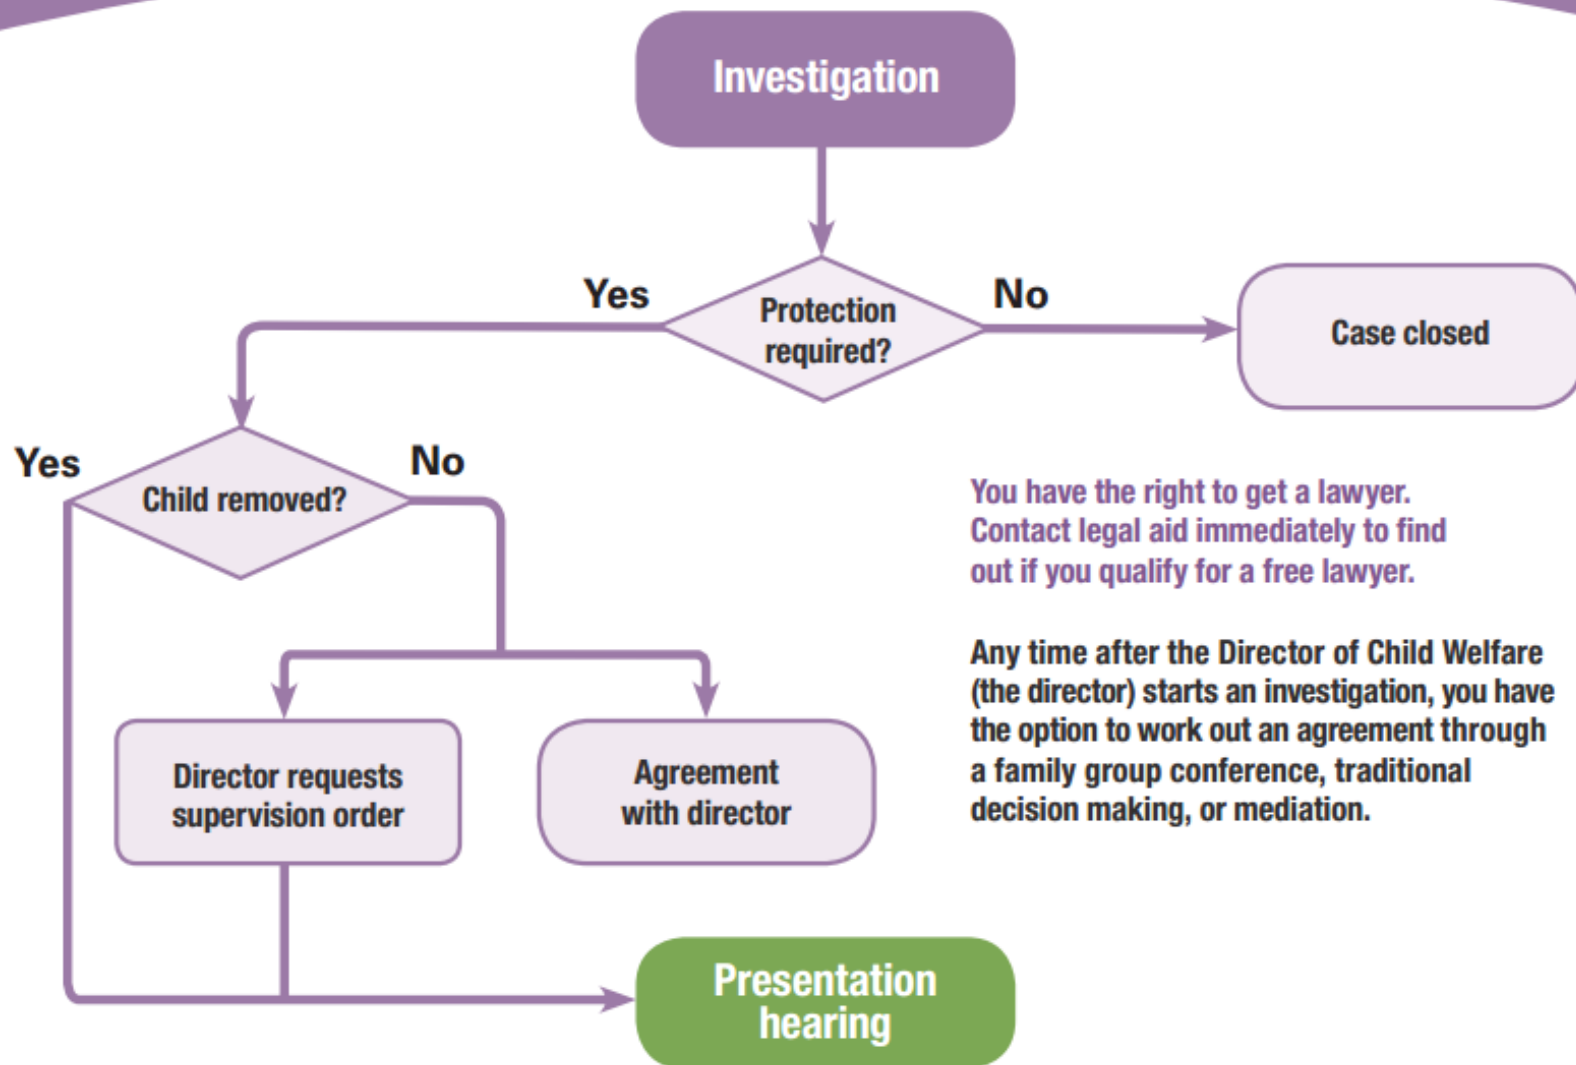 Investigation
Yes
Protection
required?
No
Case closed
Yes
Child removed?
No
You have the right to get a lawyer.
Contact legal aid immediately to find
out if you qualify for a free lawyer.
Any time after the Director of Child Welfare
(the director) starts an investigation, you have
the option to work out an agreement through
a family group conference, traditional
decision making, or mediation.
Director requests
supervision order
Agreement
with director
Presentation
hearing